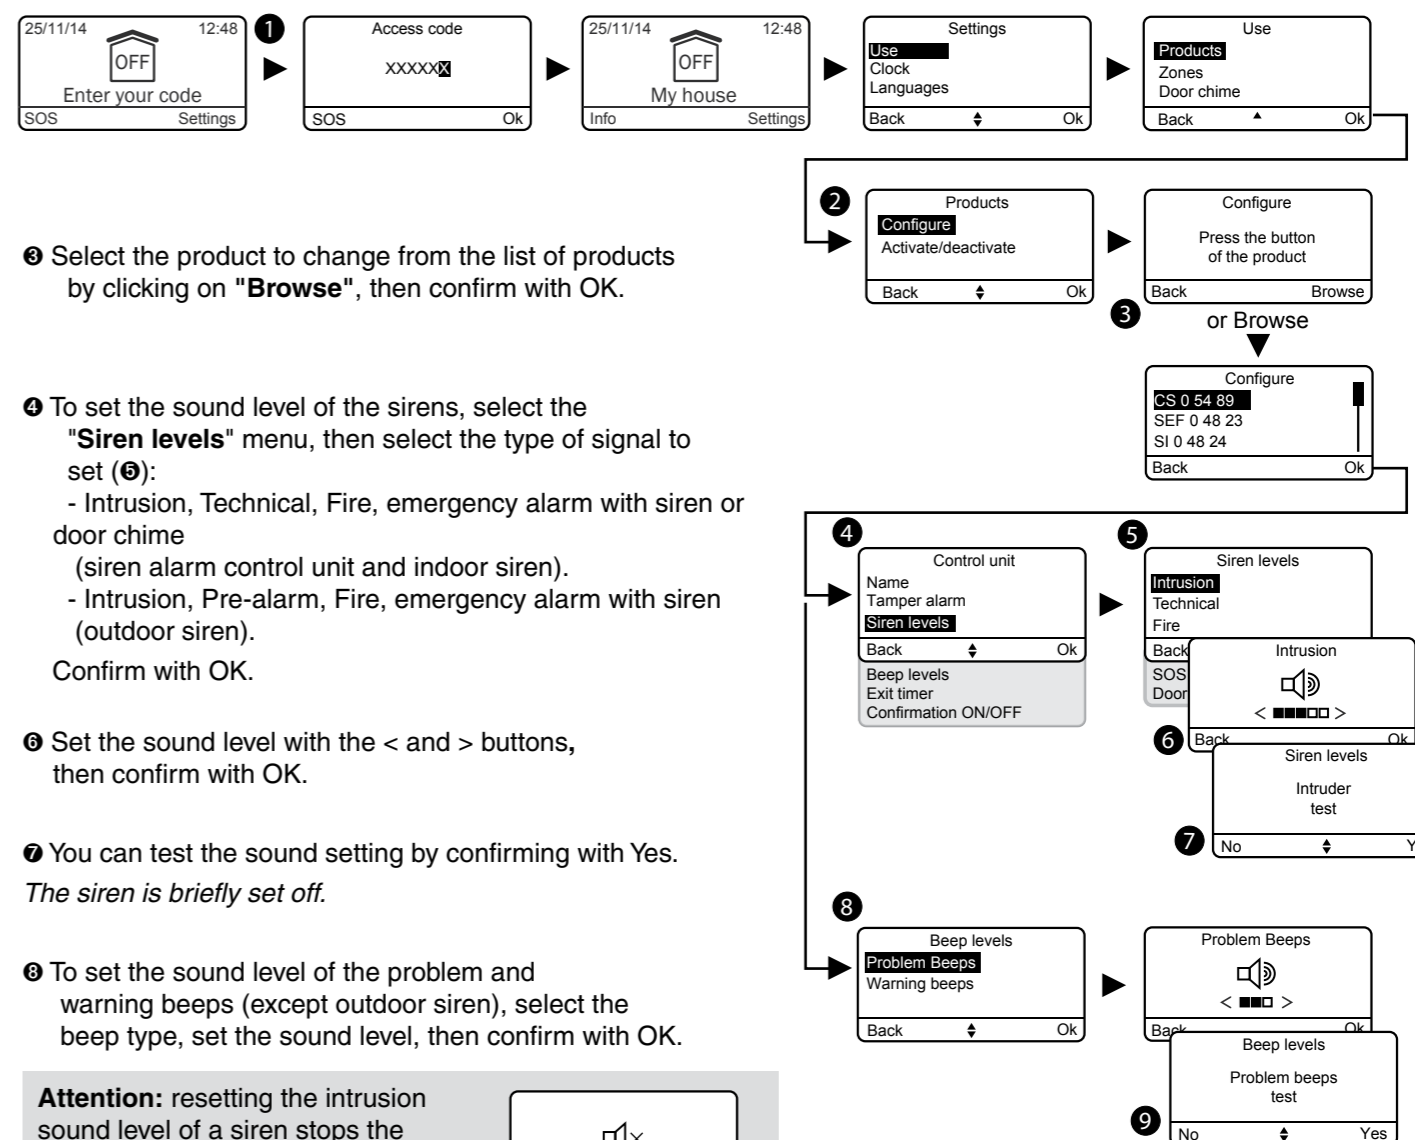 25/11/14 12:48
OFF
Enter your code
SOS Settings
❶
Access code
XXXXXX
SOS Ok
25/11/14 12:48
OFF
My house
Info Settings
Settings
Use
Clock
Languages
Back Ok
Use
Products
Zones
Door chime
Back Ok
❷
Products
Configure
Activate/deactivate
Back Ok
Configure
Press the button
of the product
Back Browse
❸
or Browse
Configure
CS 0 54 89
SEF 0 48 23
SI 0 48 24
Back Ok
❸ Select the product to change from the list of products
by clicking on "Browse", then confirm with OK.
❹ To set the sound level of the sirens, select the
"Siren levels" menu, then select the type of signal to
set (❺):
- Intrusion, Technical, Fire, emergency alarm with siren or
door chime
(siren alarm control unit and indoor siren).
- Intrusion, Pre-alarm, Fire, emergency alarm with siren
(outdoor siren).
Confirm with OK.
❻ Set the sound level with the < and > buttons,
then confirm with OK.
❼ You can test the sound setting by confirming with Yes.
The siren is briefly set off.
❽ To set the sound level of the problem and
warning beeps (except outdoor siren), select the
beep type, set the sound level, then confirm with OK.
Attention: resetting the intrusion
sound level of a siren stops the
❹
Control unit
Name
Tamper alarm
Siren levels
Back Ok
Beep levels
Exit timer
Confirmation ON/OFF
❺
Siren levels
Intrusion
Technical
Fire
Back
SOS
Door
Intrusion
< >
❻
Back Ok
Siren levels
Intruder
test
❼
No Y
❽
Beep levels
Problem Beeps
Warning beeps
Back Ok
Problem Beeps
< >
Back Ok
Beep levels
Problem beeps
test
❾
No Yes